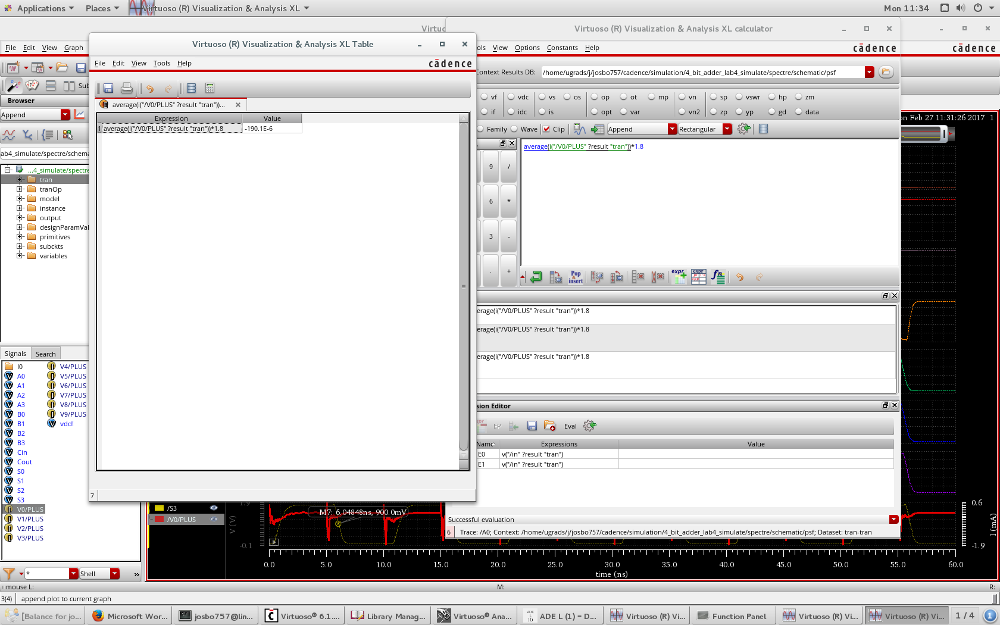 Applications Places Virtuoso (R) Visualization & Analysis XL Mon 11:34
Virtuoso (R) Visualization & Analysis XL calculator
File Edit View Graph
Virtuoso (R) Visualization & Analysis XL Table
View Options Constants Help
cādence
cādence
File Edit View Tools Help
cādence
Context Results DB: /home/ugrads/j/josbo757/cadence/simulation/4_bit_adder_lab4_simulate/spectre/schematic/psf
vf vdc vs os op ot mp vn sp vswr hp zm
if idc is opt var vn2 zp yp gd data
Family Wave Clip Append Rectangular
Browser
Append
average(i("/V0/PLUS" ?result "tran"))...
Expression Value
1 average(i("/V0/PLUS" ?result "tran"))*1.8 -190.1E-6
average(i("/V0/PLUS" ?result "tran"))*1.8
Feb 27 11:31:26 2017 1
ab4_simulate/spectre/schema
...4_simulate/spectre
tran
tranOp
model
instance
output
designParamVal
primitives
subckts
variables
9 /
6 *
3 -
. +
Pop & insert
expr
expr
fn
erage(i("/V0/PLUS" ?result "tran"))*1.8
erage(i("/V0/PLUS" ?result "tran"))*1.8
erage(i("/V0/PLUS" ?result "tran"))*1.8
sion Editor
EP Eval
Name Expressions Value
E0 v("/in" ?result "tran")
E1 v("/in" ?result "tran")
Successful evaluation
6 Trace: /A0; Context: /home/ugrads/j/josbo757/cadence/simulation/4_bit_adder_lab4_simulate/spectre/schematic/psf; Dataset: tran-tran
Signals Search
I0 V4/PLUS
A0 V5/PLUS
A1 V6/PLUS
A2 V7/PLUS
A3 V8/PLUS
B0 V9/PLUS
B1 vdd!
B2
B3
Cin
Cout
S0
S1
S2
S3
V0/PLUS
V1/PLUS
V2/PLUS
V3/PLUS
7
/S3
/V0/PLUS
V (V)
1.9
-0.1
M7: 6.04848ns, 900.0mV
0.6
I (mA)
-1.9
0.0 5.0 10.0 15.0 20.0 25.0 30.0 35.0 40.0 45.0 50.0 55.0 60.0
time (ns)
* Shell »
mouse L: M: R:
3(4) append plot to current graph
[Balance for jo... Microsoft Wor... josbo757@lin... Virtuoso® 6.1.... Library Manag... Virtuoso® Ana... ADE L (1) – D... Virtuoso (R) Vi... Function Panel Virtuoso (R) Vi... Virtuoso (R) Vi... 1 / 4 1